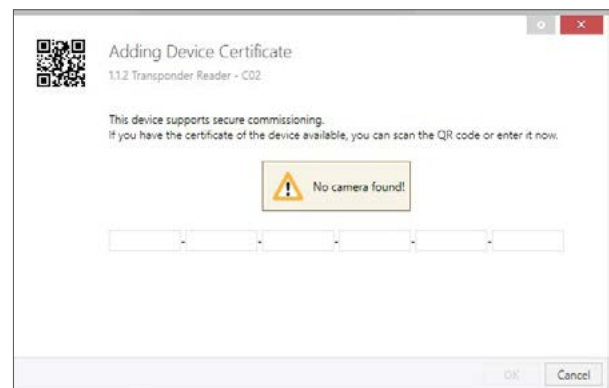 Adding Device Certificate
1.1.2 Transponder Reader - C02
This device supports secure commissioning.
If you have the certificate of the device available, you can scan the QR code or enter it now.
No camera found!
- - - - -
OK Cancel